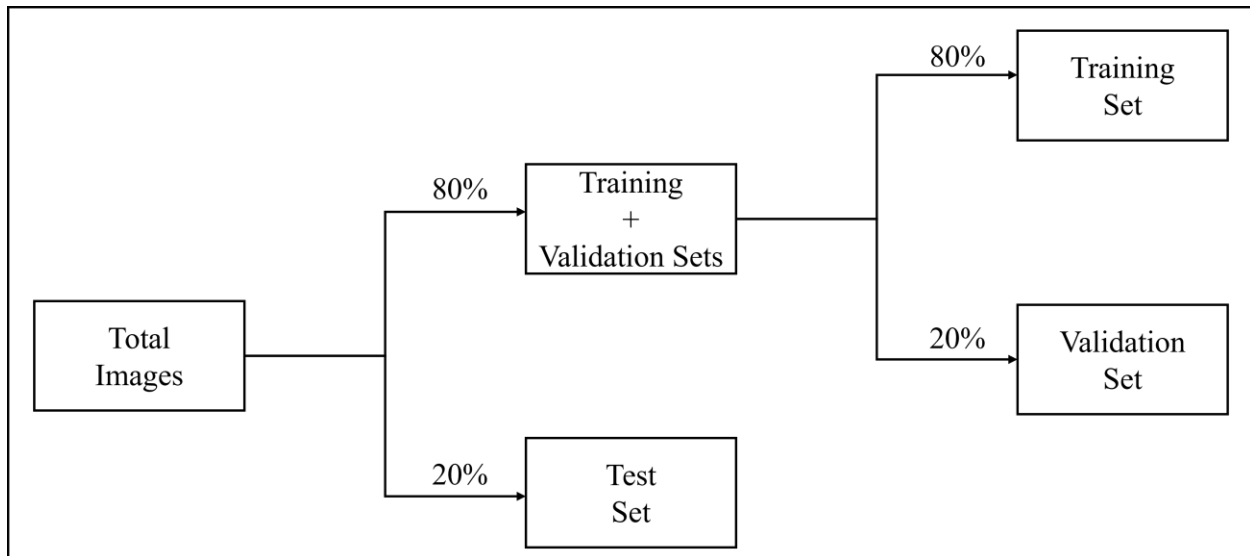 80%
Training
Set
80%
Training
+
Validation Sets
Total
Images
20%
Validation
Set
20%
Test
Set